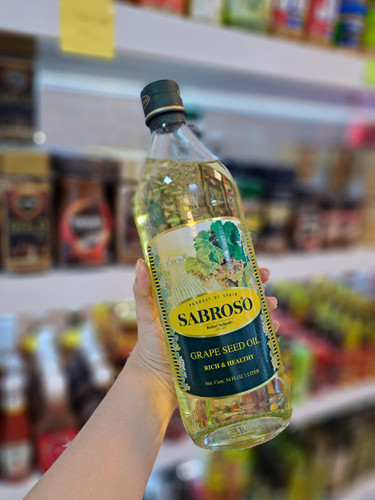 PRODUCT OF SPAIN
SABROSO
GRAPE SEED OIL
RICH & HEALTHY
Net. Cont. 34 FL.OZ 1 LITER